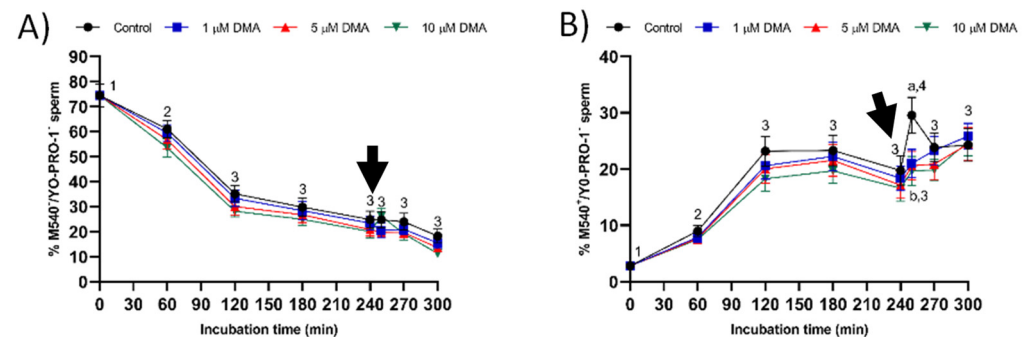 A)
Control 1 μM DMA 5 μM DMA 10 μM DMA
% M540⁻/YO-PRO-1⁻ sperm
90
80
70
60
50
40
30
20
10
0
1
2
3
3
3
3
3
3
0 30 60 90 120 150 180 210 240 270 300
Incubation time (min)
B)
Control 1 μM DMA 5 μM DMA 10 μM DMA
% M540⁺/Y0-PRO-1⁻ sperm
40
30
20
10
0
1
2
3
3
3
a,4
b,3
3
3
0 30 60 90 120 150 180 210 240 270 300
Incubation time (min)